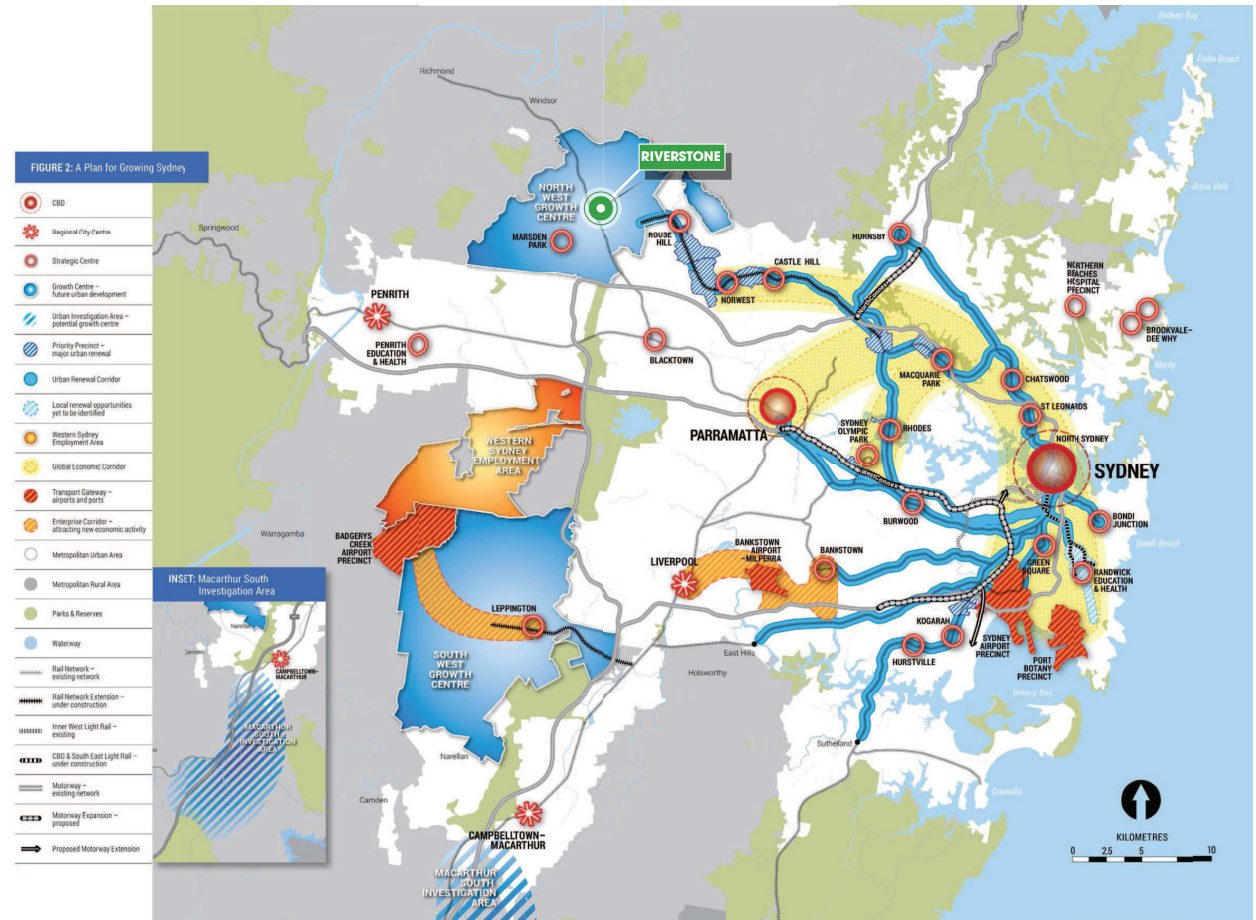 Broken Bay
Palm Beach
Richmond
Windsor
FIGURE 2: A Plan for Growing Sydney
RIVERSTONE
NORTH
WEST
GROWTH
CENTRE
Mona Vale
CBD
Regional City Centre
Strategic Centre
Growth Centre –
future urban development
Urban Investigation Area –
potential growth centre
Priority Precinct –
major urban renewal
Urban Renewal Corridor
Local renewal opportunities
yet to be identified
Western Sydney
Employment Area
Global Economic Corridor
Transport Gateway –
airports and ports
Enterprise Corridor –
attracting new economic activity
Metropolitan Urban Area
Metropolitan Rural Area
Parks & Reserves
Waterway
Rail Network –
existing network
Rail Network Extension –
under construction
Inner West Light Rail –
existing
CBD & South East Light Rail –
under construction
Motorway –
existing network
Motorway Expansion –
proposed
Proposed Motorway Extension
Springwood
MARSDEN
PARK
ROUSE
HILL
HORNSBY
CASTLE HILL
NORWEST
NorthConnex
NORTHERN
BEACHES
HOSPITAL
PRECINCT
BROOKVALE–
DEE WHY
Manly
PENRITH
PENRITH
EDUCATION
& HEALTH
BLACKTOWN
MACQUARIE
PARK
CHATSWOOD
ST LEONARDS
NORTH SYDNEY
SYDNEY
PARRAMATTA
SYDNEY
OLYMPIC
PARK
RHODES
WestConnex
WESTERN
SYDNEY
EMPLOYMENT
AREA
BURWOOD
BONDI
JUNCTION
Bondi Beach
Warragamba
BADGERYS
CREEK
AIRPORT
PRECINCT
LIVERPOOL
BANKSTOWN
AIRPORT
–MILPERRA
BANKSTOWN
GREEN
SQUARE
RANDWICK
EDUCATION
& HEALTH
LEPPINGTON
SOUTH
WEST
GROWTH
CENTRE
KOGARAH
HURSTVILLE
SYDNEY
AIRPORT
PRECINCT
PORT
BOTANY
PRECINCT
East Hills
Holsworthy
Botany Bay
Sutherland
Cronulla
Narellan
Camden
CAMPBELLTOWN–
MACARTHUR
MACARTHUR
SOUTH
INVESTIGATION
AREA
INSET: Macarthur South
Investigation Area
Narellan
Camden
CAMPBELLTOWN–
MACARTHUR
MACARTHUR
SOUTH
INVESTIGATION
AREA
KILOMETRES
0 2.5 5 10